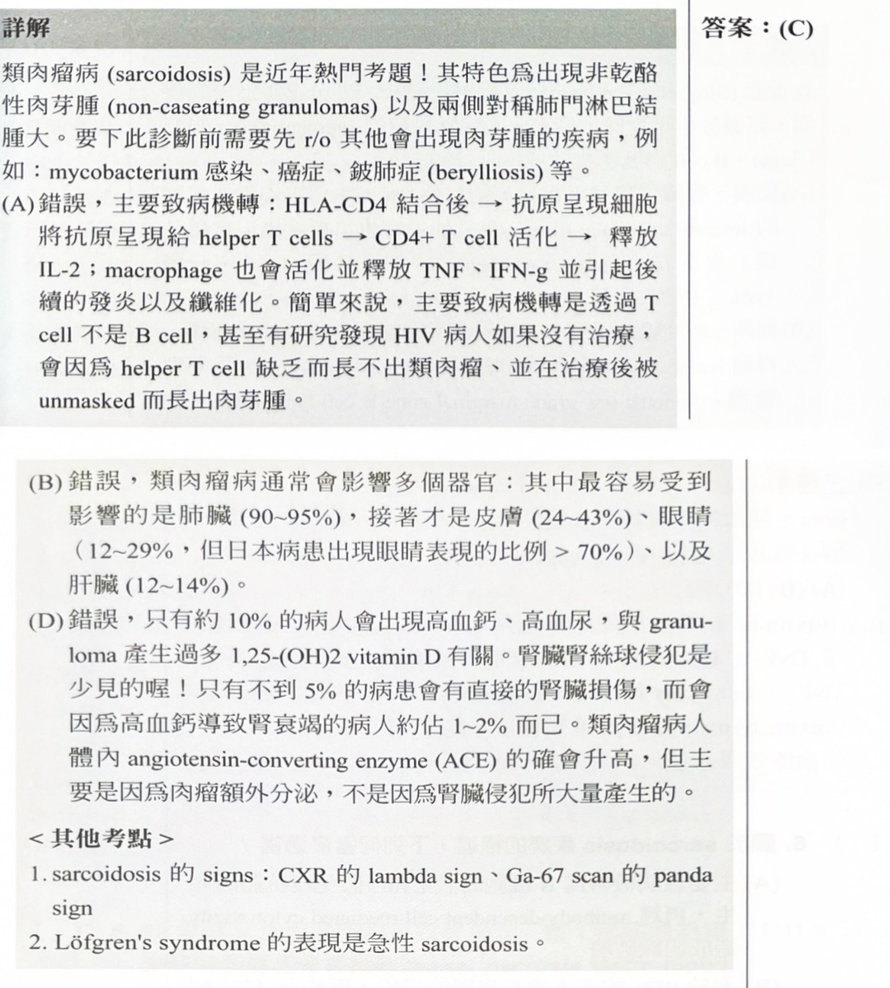 詳解
答案：(C)
類肉瘤病 (sarcoidosis) 是近年熱門考題！其特色為出現非乾酪
性肉芽腫 (non-caseating granulomas) 以及兩側對稱肺門淋巴結
腫大。要下此診斷前需要先 r/o 其他會出現肉芽腫的疾病，例
如：mycobacterium 感染、癌症、鈹肺症 (berylliosis) 等。
(A) 錯誤，主要致病機轉：HLA-CD4 結合後 → 抗原呈現細胞
將抗原呈現給 helper T cells → CD4+ T cell 活化 → 釋放
IL-2；macrophage 也會活化並釋放 TNF、IFN-g 並引起後
續的發炎以及纖維化。簡單來說，主要致病機轉是透過 T
cell 不是 B cell，甚至有研究發現 HIV 病人如果沒有治療，
會因為 helper T cell 缺乏而長不出類肉瘤、並在治療後被
unmasked 而長出肉芽腫。
(B) 錯誤，類肉瘤病通常會影響多個器官：其中最容易受到
影響的是肺臟 (90~95%)，接著才是皮膚 (24~43%)、眼睛
（12~29%，但日本病患出現眼睛表現的比例 > 70%）、以及
肝臟 (12~14%)。
(D) 錯誤，只有約 10% 的病人會出現高血鈣、高血尿，與 granu-
loma 產生過多 1,25-(OH)2 vitamin D 有關。腎臟腎絲球侵犯是
少見的喔！只有不到 5% 的病患會有直接的腎臟損傷，而會
因為高血鈣導致腎衰竭的病人約佔 1~2% 而已。類肉瘤病人
體內 angiotensin-converting enzyme (ACE) 的確會升高，但主
要是因為肉瘤額外分泌，不是因為腎臟侵犯所大量產生的。
< 其他考點 >
1. sarcoidosis 的 signs：CXR 的 lambda sign、Ga-67 scan 的 panda
sign
2. Löfgren's syndrome 的表現是急性 sarcoidosis。